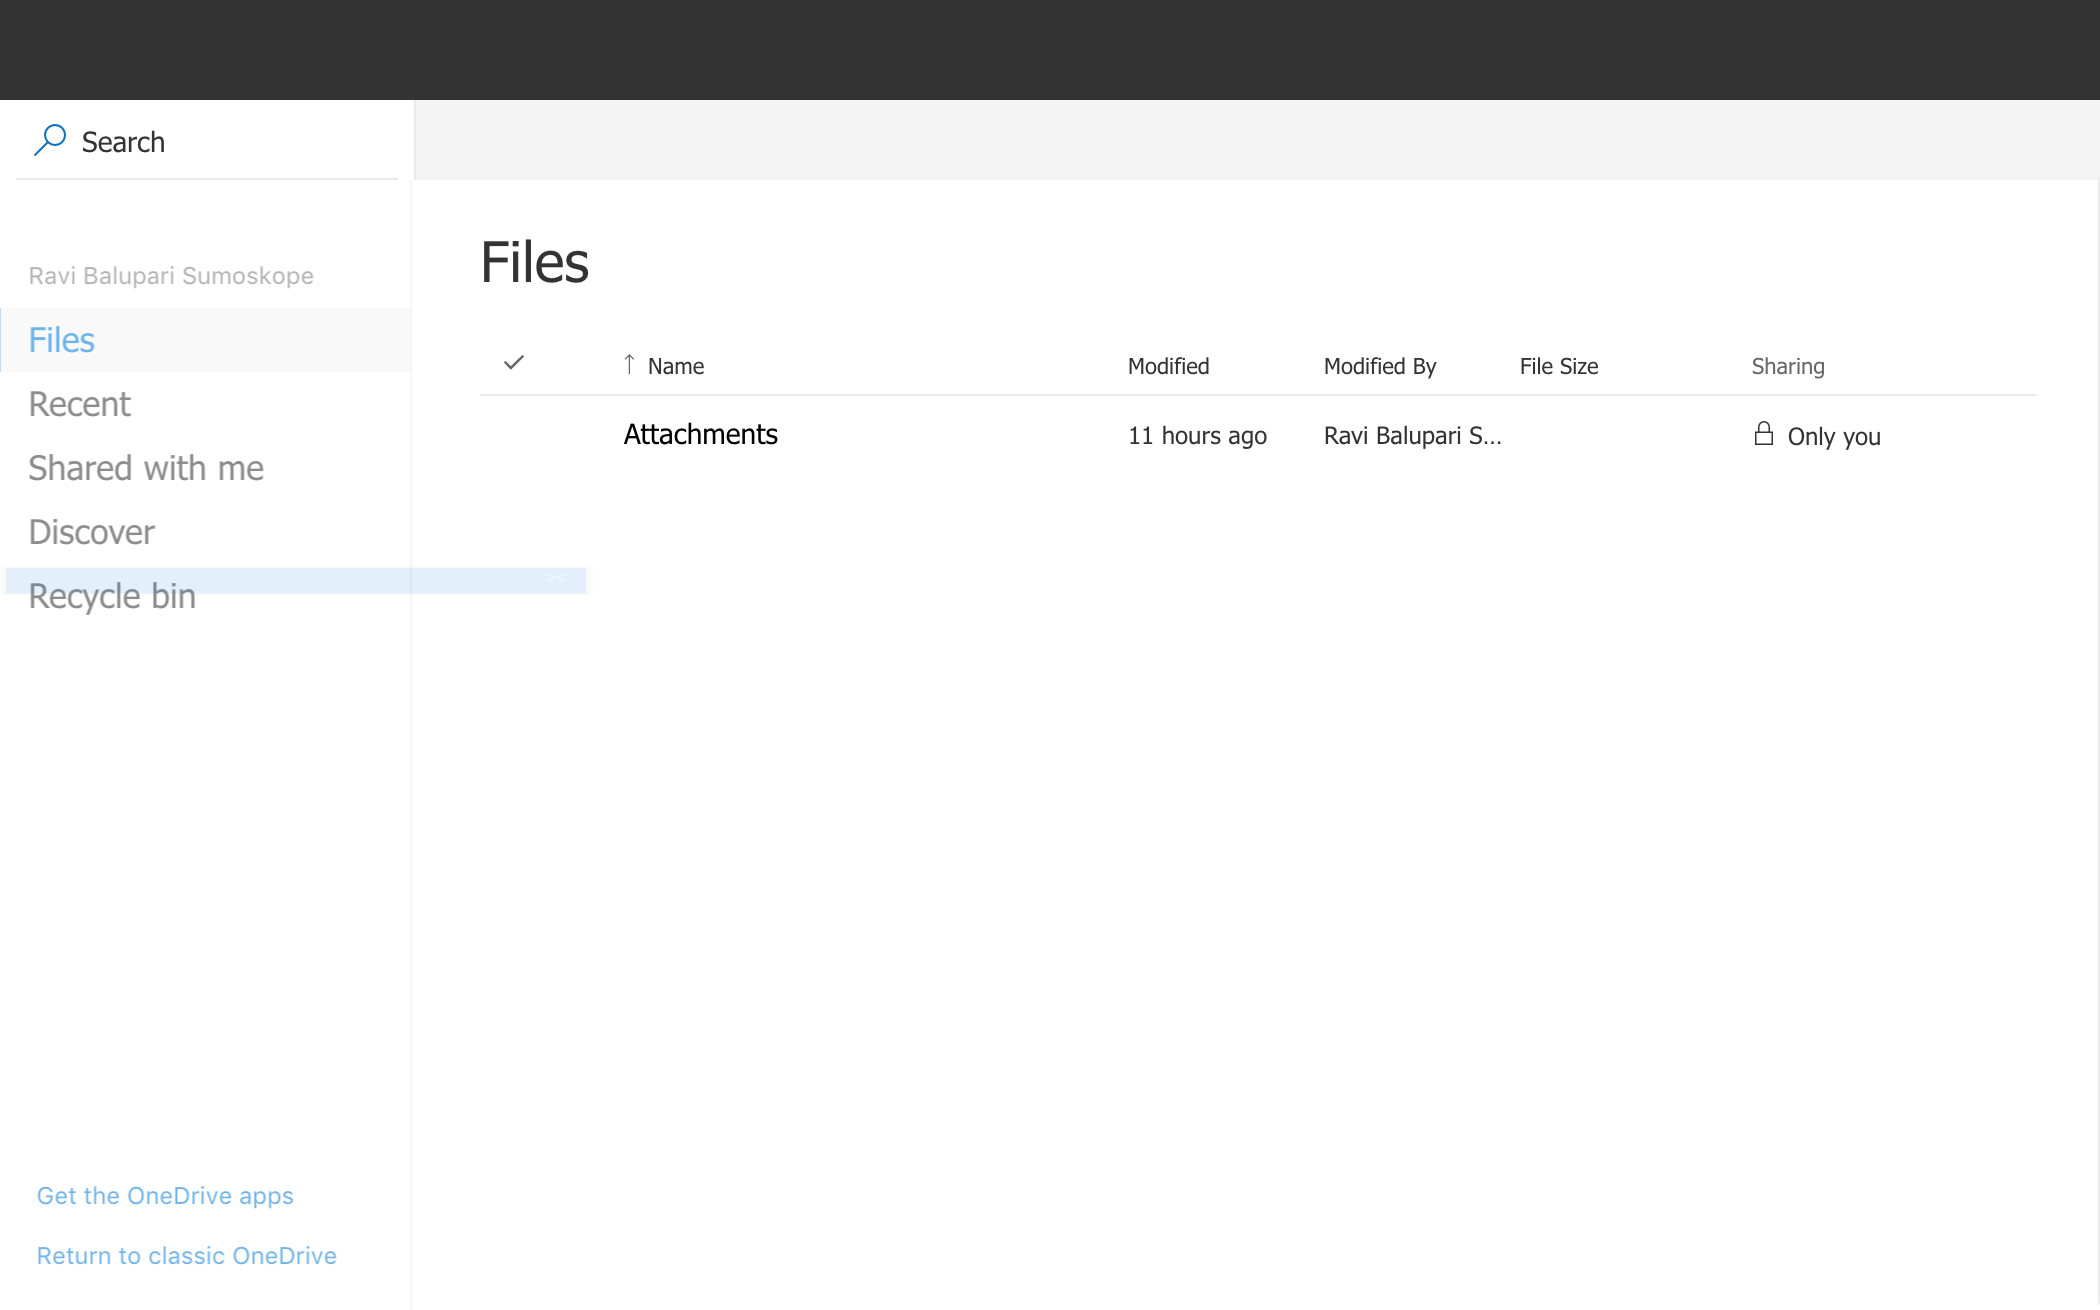 Search
Ravi Balupari Sumoskope
Files
Recent
Shared with me
Discover
Recycle bin
Get the OneDrive apps
Return to classic OneDrive
Files
Name Modified Modified By File Size Sharing
Attachments 11 hours ago Ravi Balupari S... Only you